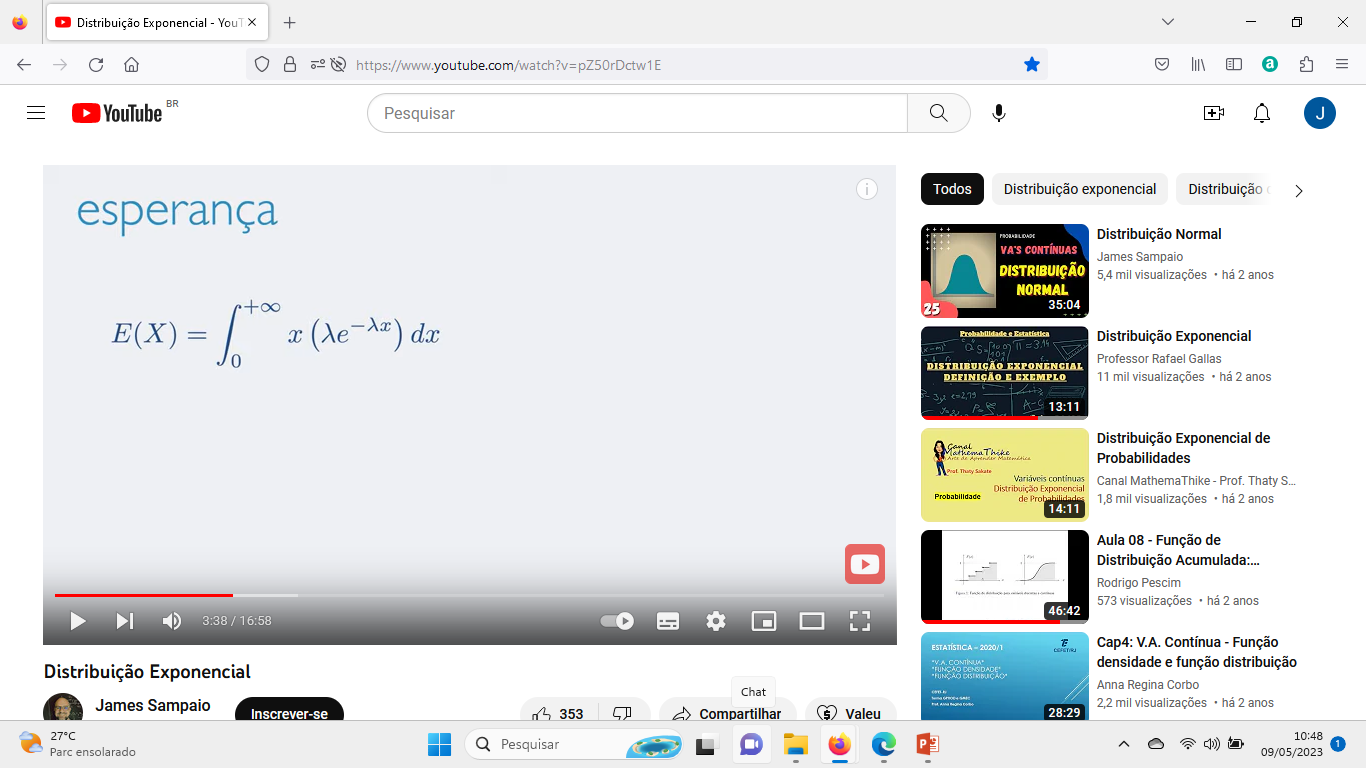 Distribuição Exponencial - YouT
https://www.youtube.com/watch?v=pZ50rDctw1E
YouTube BR
Pesquisar
J
esperança
E(X) = ∫₀^{+∞} x (λe^{−λx}) dx
3:38 / 16:58
Distribuição Exponencial
James Sampaio
Inscrever-se
353
Chat
Compartilhar
Valeu
Todos
Distribuição exponencial
Distribuição
PROBABILIDADE
VA'S CONTÍNUAS
DISTRIBUIÇÃO
NORMAL
25
35:04
Distribuição Normal
James Sampaio
5,4 mil visualizações • há 2 anos
Probabilidade e Estatística
DISTRIBUIÇÃO EXPONENCIAL
DEFINIÇÃO E EXEMPLO
13:11
Distribuição Exponencial
Professor Rafael Gallas
11 mil visualizações • há 2 anos
Canal
MathemaThike
Arte de Aprender Matemática
Prof. Thaty Sakate
Variáveis contínuas
Distribuição Exponencial
de Probabilidades
Probabilidade
14:11
Distribuição Exponencial de
Probabilidades
Canal MathemaThike - Prof. Thaty S...
1,8 mil visualizações • há 2 anos
46:42
Aula 08 - Função de
Distribuição Acumulada:...
Rodrigo Pescim
573 visualizações • há 2 anos
ESTATÍSTICA – 2020/1
CEFET/RJ
*V.A. CONTÍNUA*
*FUNÇÃO DENSIDADE*
*FUNÇÃO DISTRIBUIÇÃO*
28:29
Cap4: V.A. Contínua - Função
densidade e função distribuição
Anna Regina Corbo
2,2 mil visualizações • há 2 anos
27°C
Parc ensolarado
Pesquisar
10:48
09/05/2023
1